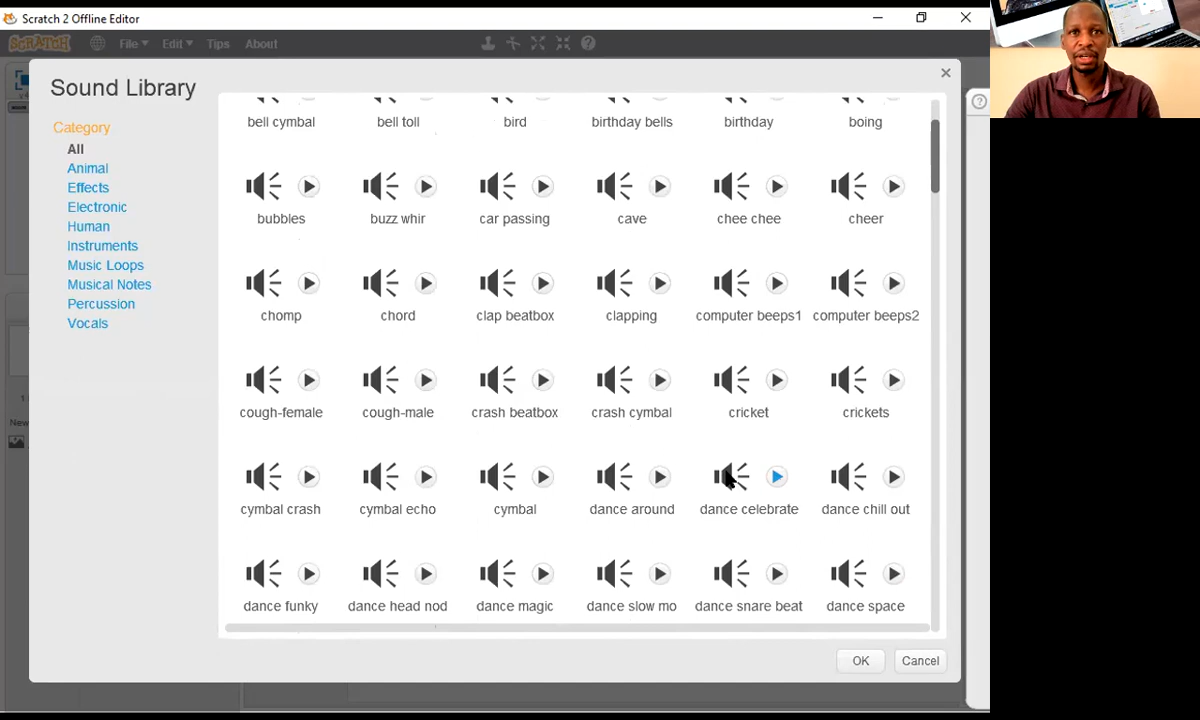 Scratch 2 Offline Editor
SCRATCH File Edit Tips About
Sound Library
Category
All
Animal
Effects
Electronic
Human
Instruments
Music Loops
Musical Notes
Percussion
Vocals
bell cymbal bell toll bird birthday bells birthday boing
bubbles buzz whir car passing cave chee chee cheer
chomp chord clap beatbox clapping computer beeps1 computer beeps2
cough-female cough-male crash beatbox crash cymbal cricket crickets
cymbal crash cymbal echo cymbal dance around dance celebrate dance chill out
dance funky dance head nod dance magic dance slow mo dance snare beat dance space
OK Cancel
New